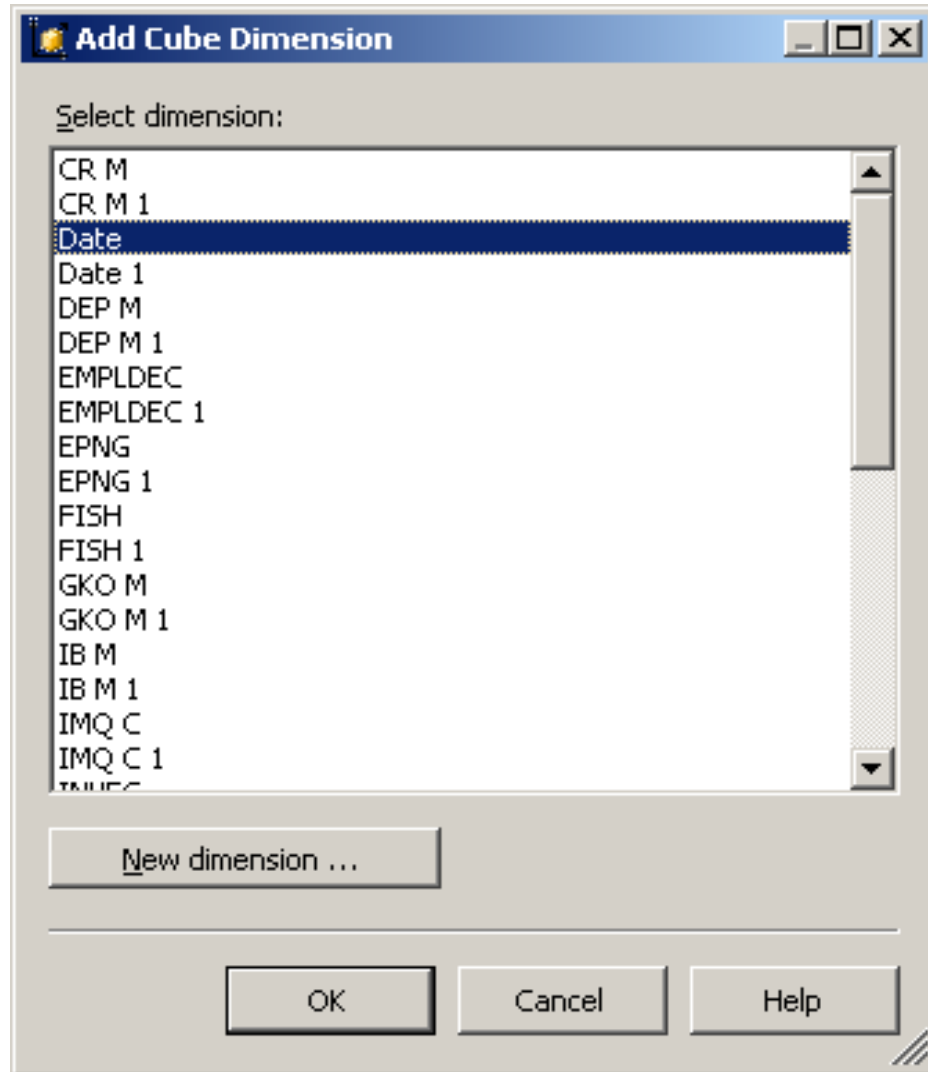 Add Cube Dimension
Select dimension:
CR M
CR M 1
Date
Date 1
DEP M
DEP M 1
EMPLDEC
EMPLDEC 1
EPNG
EPNG 1
FISH
FISH 1
GKO M
GKO M 1
IB M
IB M 1
IMQ C
IMQ C 1
New dimension ...
OK Cancel Help